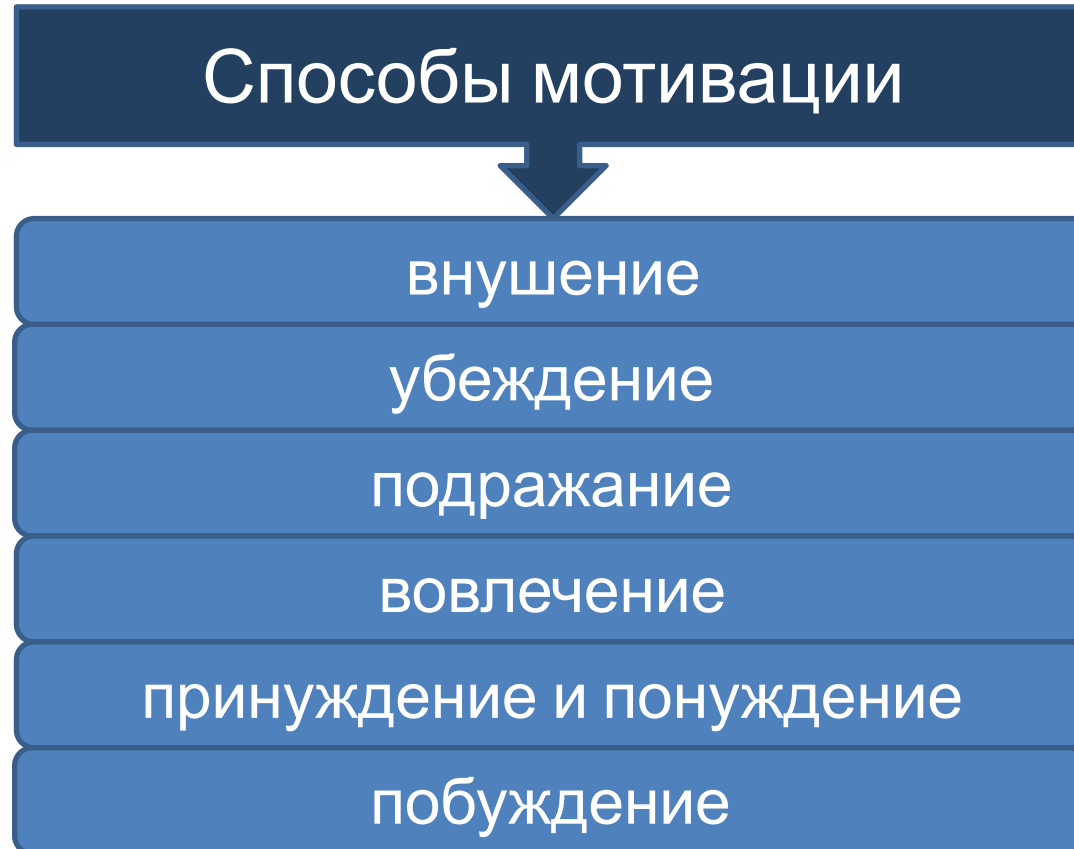 Способы мотивации
внушение
убеждение
подражание
вовлечение
принуждение и понуждение
побуждение